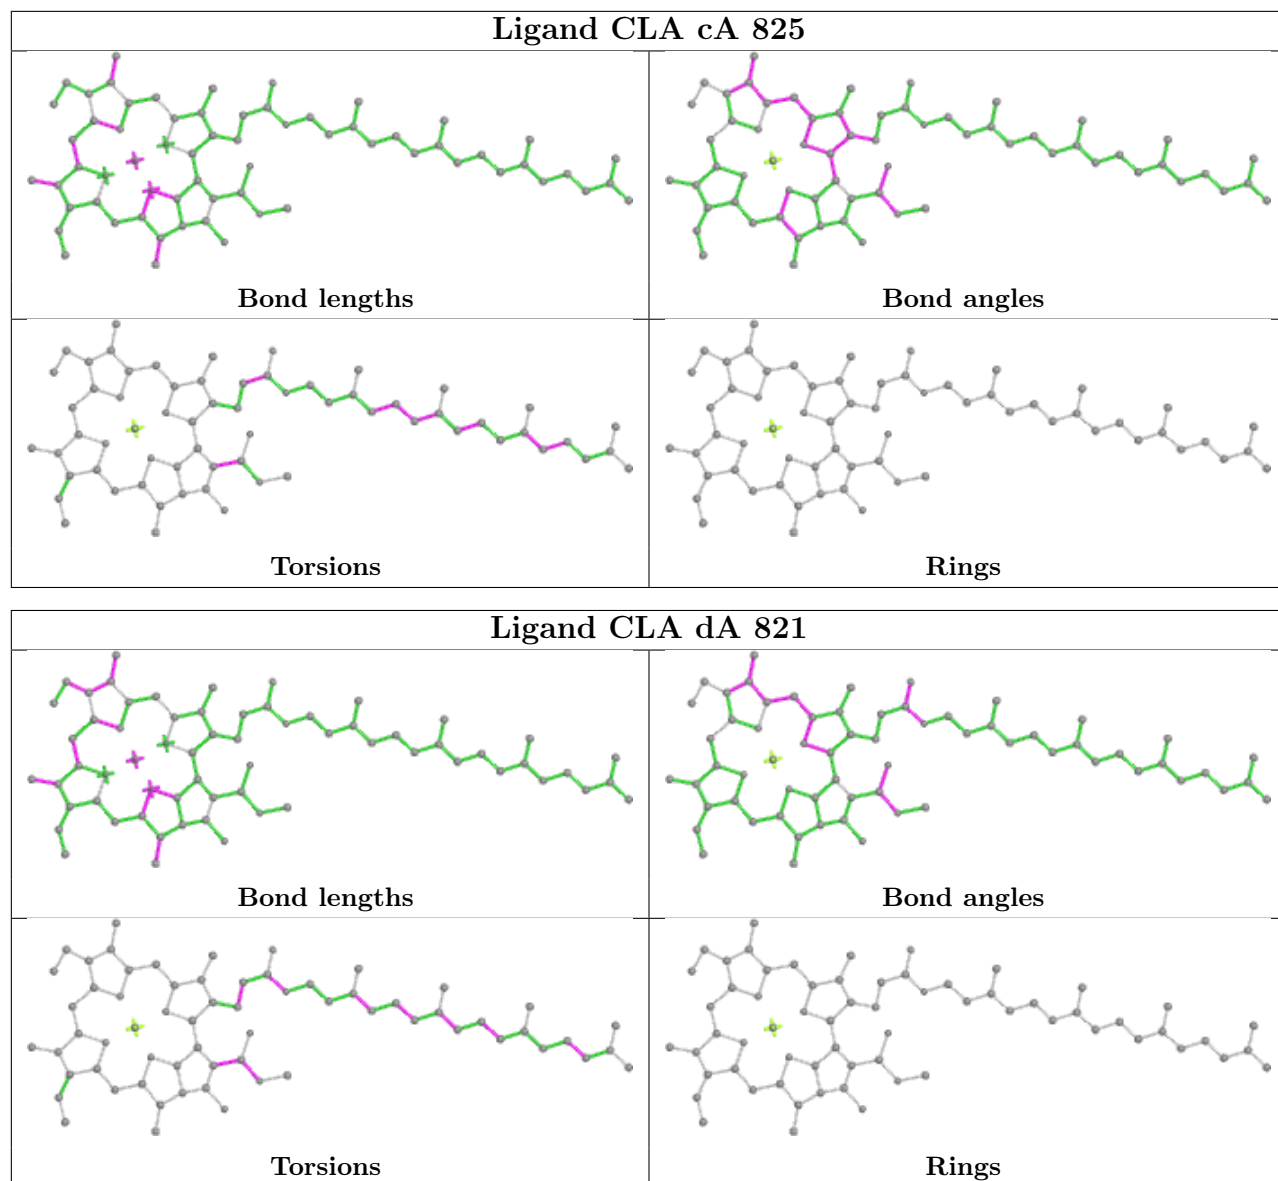 Ligand CLA cA 825
Bond lengths
Bond angles
Torsions
Rings
Ligand CLA dA 821
Bond lengths
Bond angles
Torsions
Rings